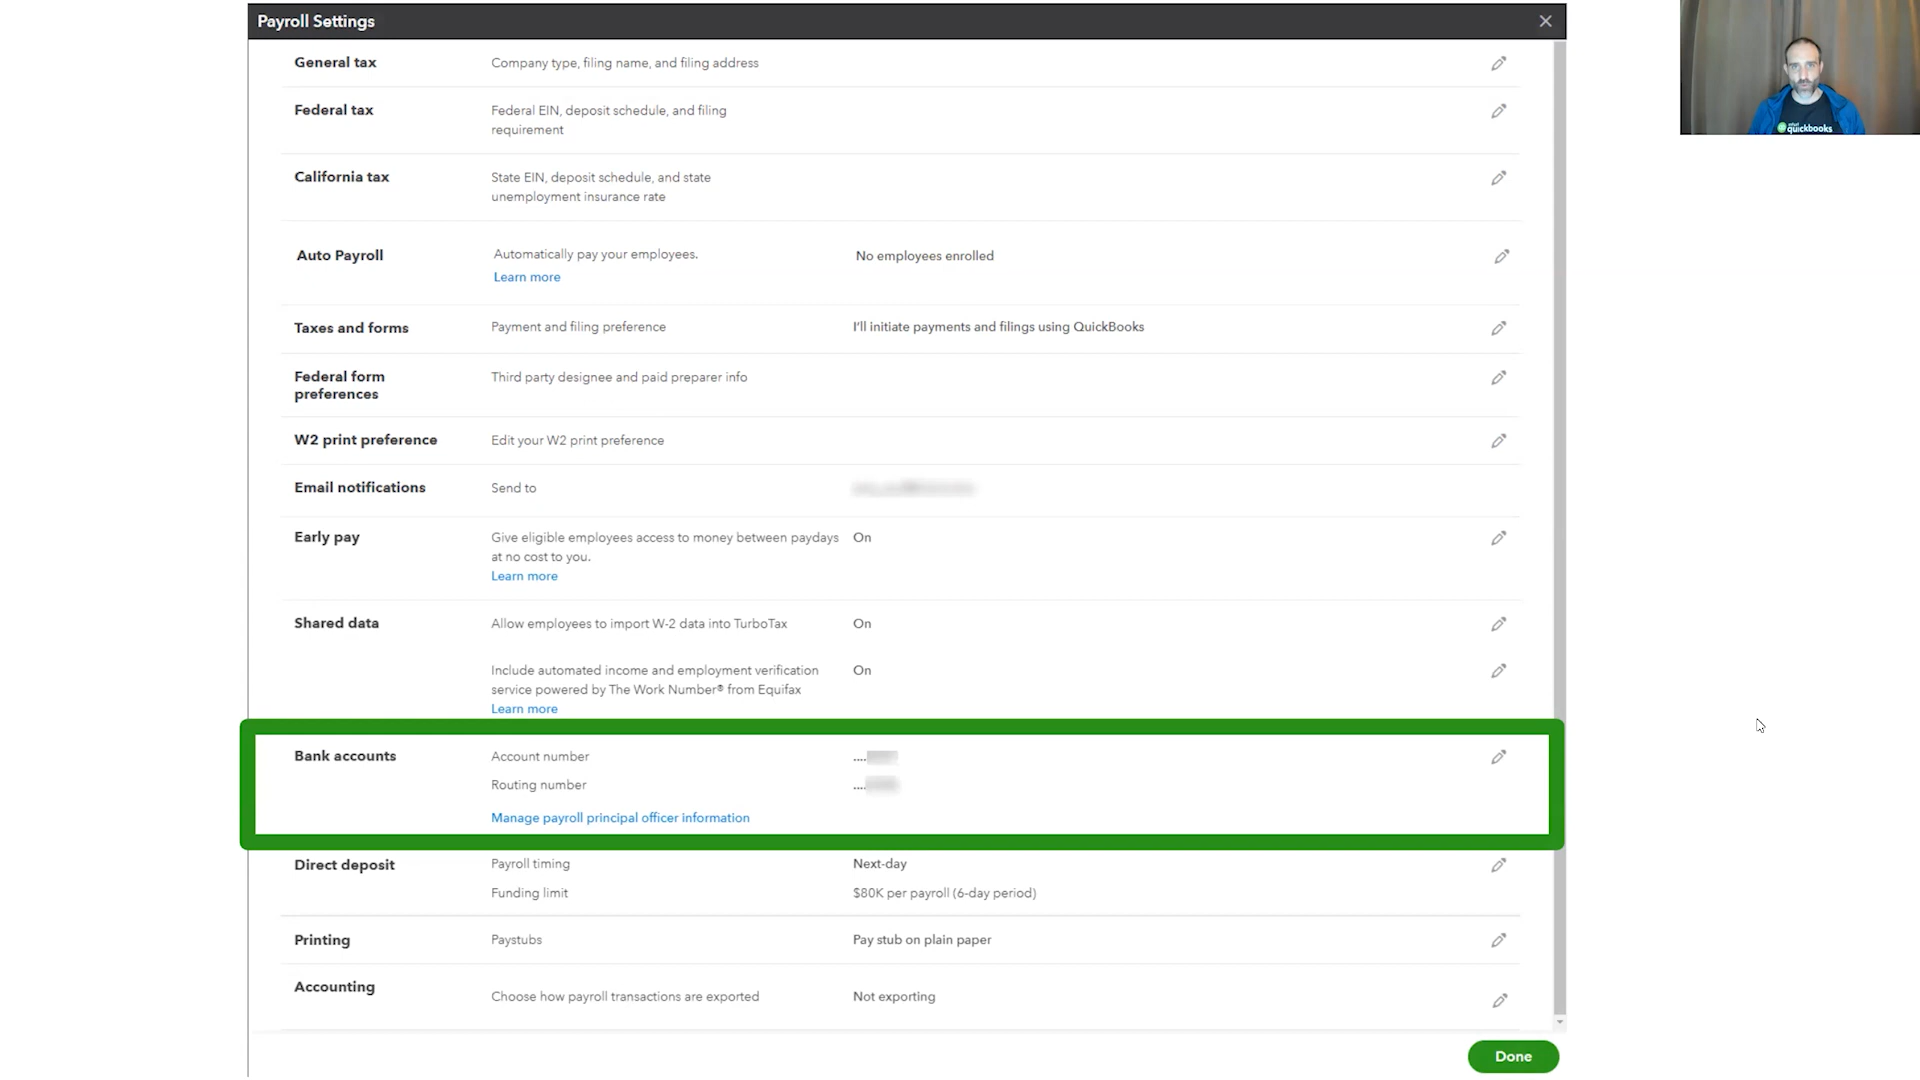 Payroll Settings
General tax
Company type, filing name, and filing address
Federal tax
Federal EIN, deposit schedule, and filing
requirement
California tax
State EIN, deposit schedule, and state
unemployment insurance rate
Auto Payroll
Automatically pay your employees.
No employees enrolled
Learn more
Taxes and forms
Payment and filing preference
I'll initiate payments and filings using QuickBooks
Federal form
preferences
Third party designee and paid preparer info
W2 print preference
Edit your W2 print preference
Email notifications
Send to
Early pay
Give eligible employees access to money between paydays
at no cost to you.
On
Learn more
Shared data
Allow employees to import W-2 data into TurboTax
On
Include automated income and employment verification
service powered by The Work Number® from Equifax
On
Learn more
Bank accounts
Account number
....
Routing number
....
Manage payroll principal officer information
Direct deposit
Payroll timing
Next-day
Funding limit
$80K per payroll (6-day period)
Printing
Paystubs
Pay stub on plain paper
Accounting
Choose how payroll transactions are exported
Not exporting
Done
quickbooks